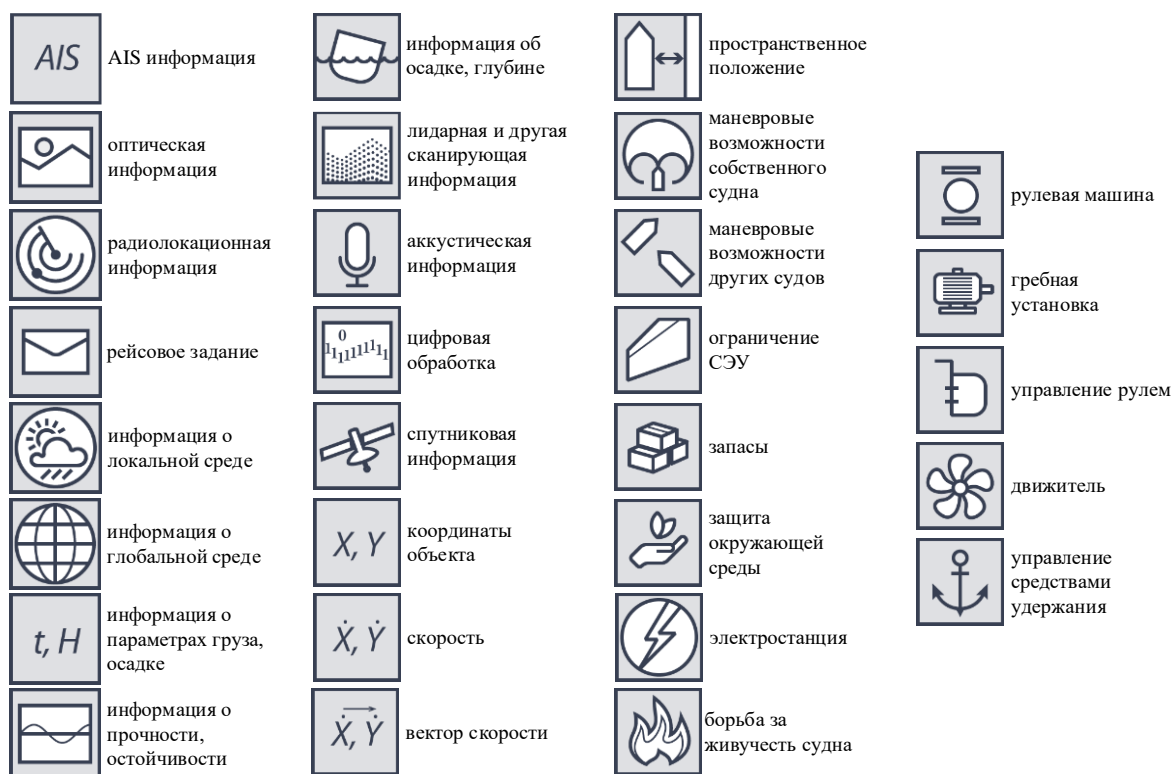 AIS
AIS информация
оптическая
информация
радиолокационная
информация
рейсовое задание
информация о
локальной среде
информация о
глобальной среде
t, H
информация о
параметрах груза,
осадке
информация о
прочности,
остойчивости
информация об
осадке, глубине
лидарная и другая
сканирующая
информация
аккустическая
информация
0
1111111111
цифровая
обработка
спутниковая
информация
X, Y
координаты
объекта
Ẋ, Ẏ
скорость
Ẋ, Ẏ
вектор скорости
пространственное
положение
маневровые
возможности
собственного
судна
маневровые
возможности
других судов
ограничение
СЭУ
запасы
защита
окружающей
среды
электростанция
борьба за
живучесть судна
рулевая машина
гребная
установка
управление рулем
движитель
управление
средствами
удержания